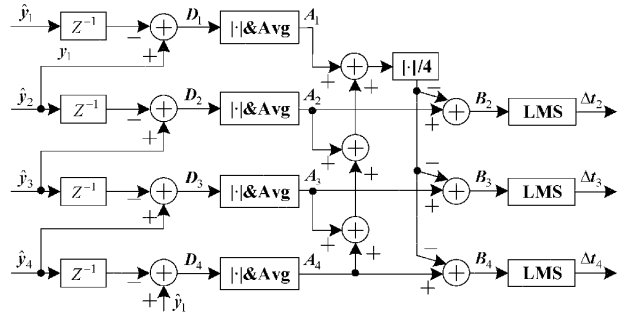 ŷ₁ Z⁻¹ − + D₁ |·|&Avg A₁
y₁ + + + |·|/4
ŷ₂ Z⁻¹ − + D₂ |·|&Avg A₂ + − + + B₂ LMS Δt₂
+ + + +
ŷ₃ Z⁻¹ − + D₃ |·|&Avg A₃ + − + + B₃ LMS Δt₃
+ + + +
ŷ₄ Z⁻¹ − + D₄ |·|&Avg A₄ + − + + B₄ LMS Δt₄
+ ŷ₁